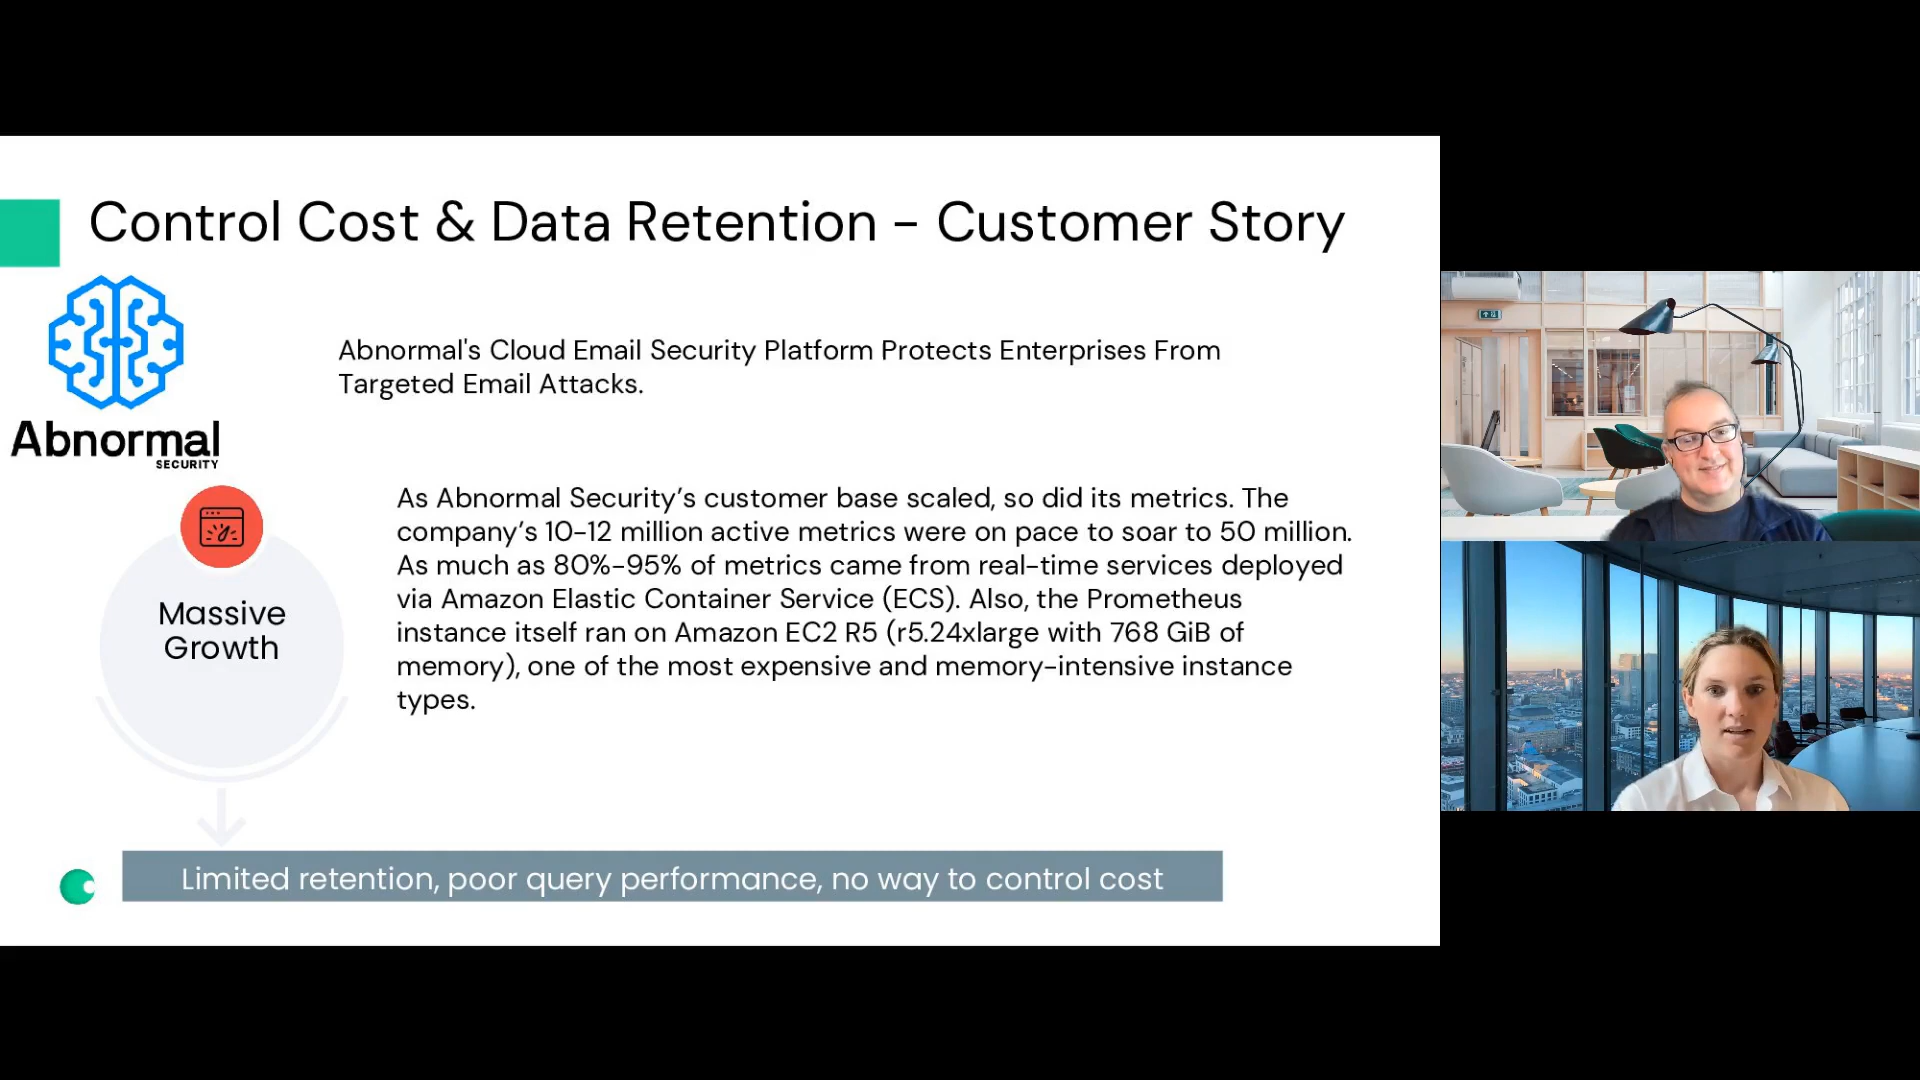 Control Cost & Data Retention - Customer Story
Abnormal
SECURITY
Abnormal's Cloud Email Security Platform Protects Enterprises From
Targeted Email Attacks.
Massive
Growth
As Abnormal Security’s customer base scaled, so did its metrics. The
company’s 10-12 million active metrics were on pace to soar to 50 million.
As much as 80%-95% of metrics came from real-time services deployed
via Amazon Elastic Container Service (ECS). Also, the Prometheus
instance itself ran on Amazon EC2 R5 (r5.24xlarge with 768 GiB of
memory), one of the most expensive and memory-intensive instance
types.
Limited retention, poor query performance, no way to control cost